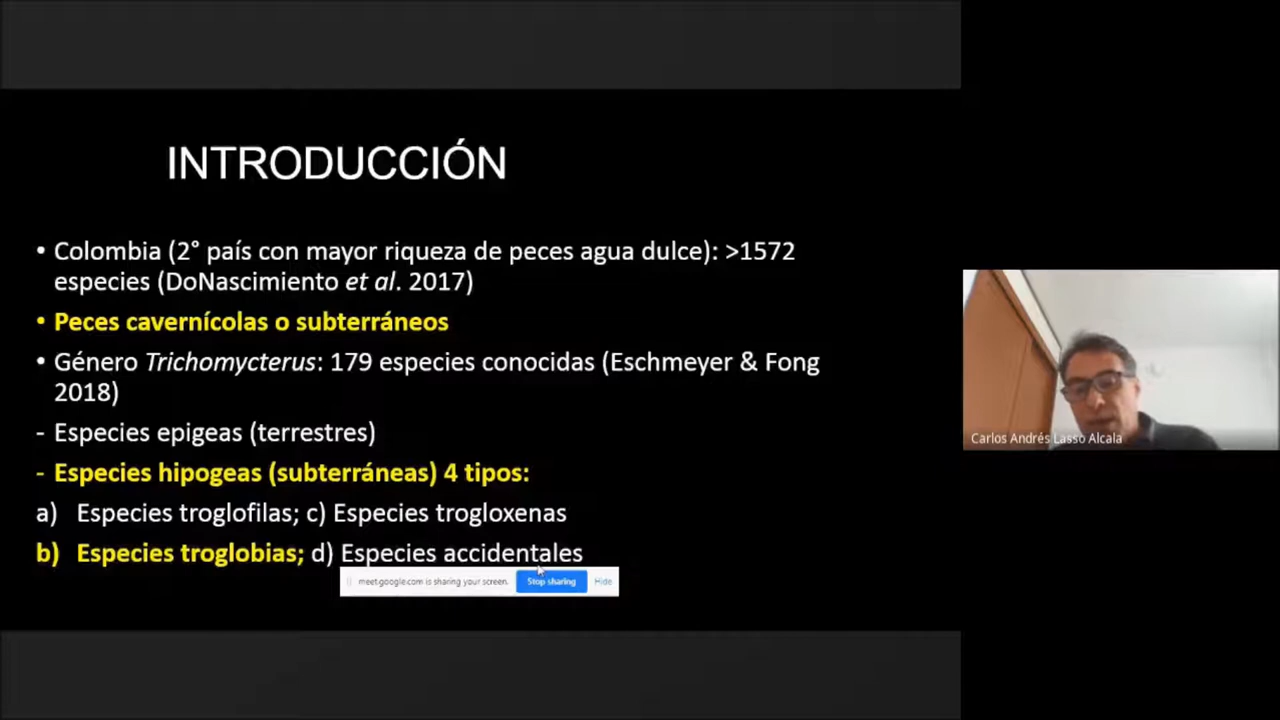 INTRODUCCIÓN
• Colombia (2° país con mayor riqueza de peces agua dulce): >1572
especies (DoNascimiento et al. 2017)
• Peces cavernícolas o subterráneos
• Género Trichomycterus: 179 especies conocidas (Eschmeyer & Fong
2018)
- Especies epigeas (terrestres)
- Especies hipogeas (subterráneas) 4 tipos:
a) Especies troglofilas; c) Especies trogloxenas
b) Especies troglobias; d) Especies accidentales
meet.google.com is sharing your screen. Stop sharing Hide
Carlos Andrés Lasso Alcala